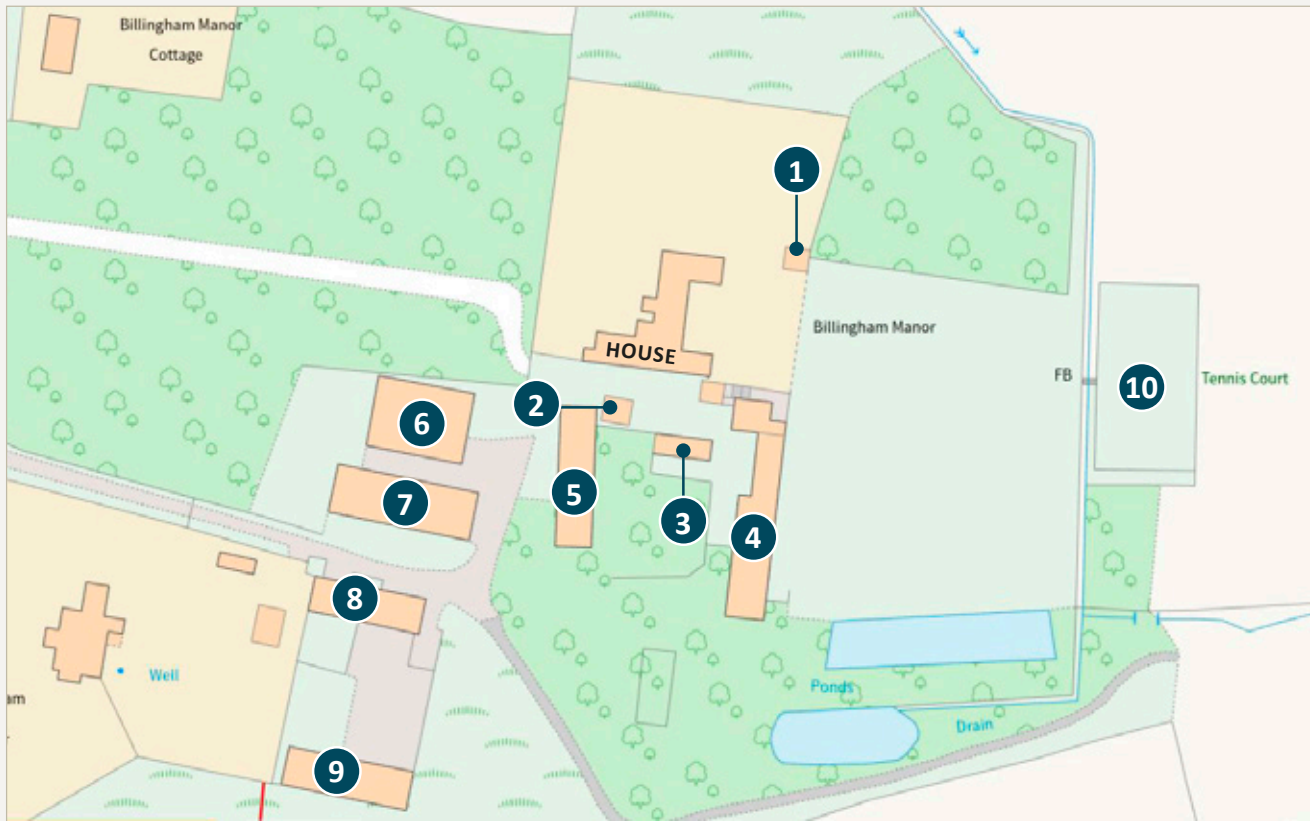 Billingham Manor
Cottage
1
Billingham Manor
HOUSE
FB
10
Tennis Court
2
6
5
7
3
4
8
Well
am
Ponds
Drain
9